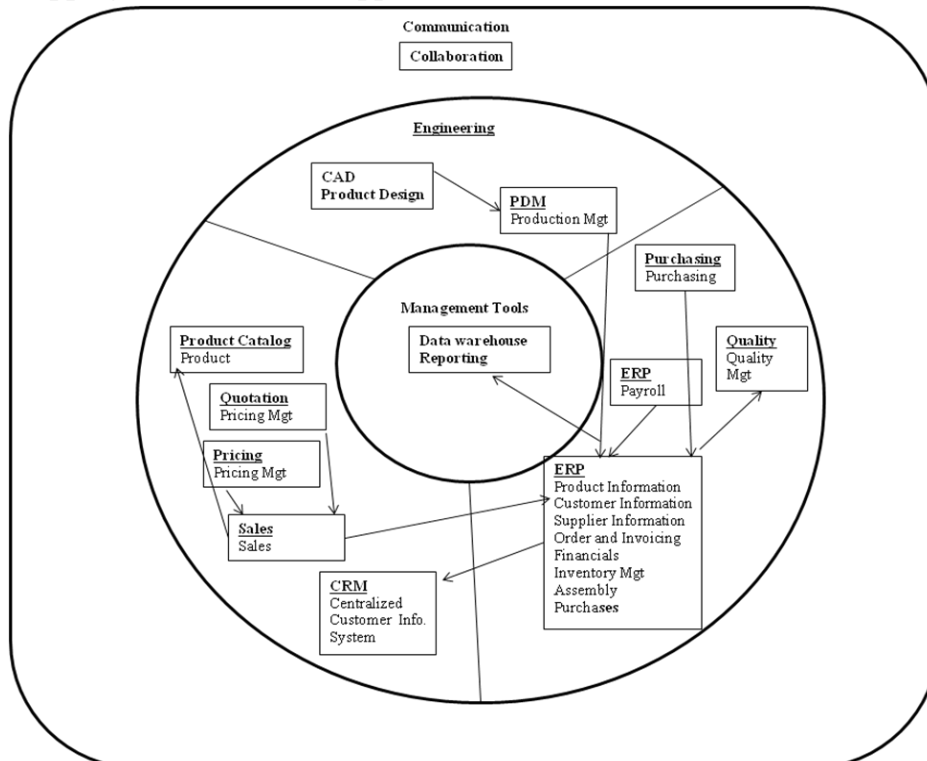 Communication
Collaboration
Engineering
CAD
Product Design
PDM
Production Mgt
Purchasing
Purchasing
Management Tools
Data warehouse
Reporting
Product Catalog
Product
Quality
Quality
Mgt
ERP
Payroll
Quotation
Pricing Mgt
Pricing
Pricing Mgt
Sales
Sales
ERP
Product Information
Customer Information
Supplier Information
Order and Invoicing
Financials
Inventory Mgt
Assembly
Purchases
CRM
Centralized
Customer Info.
System